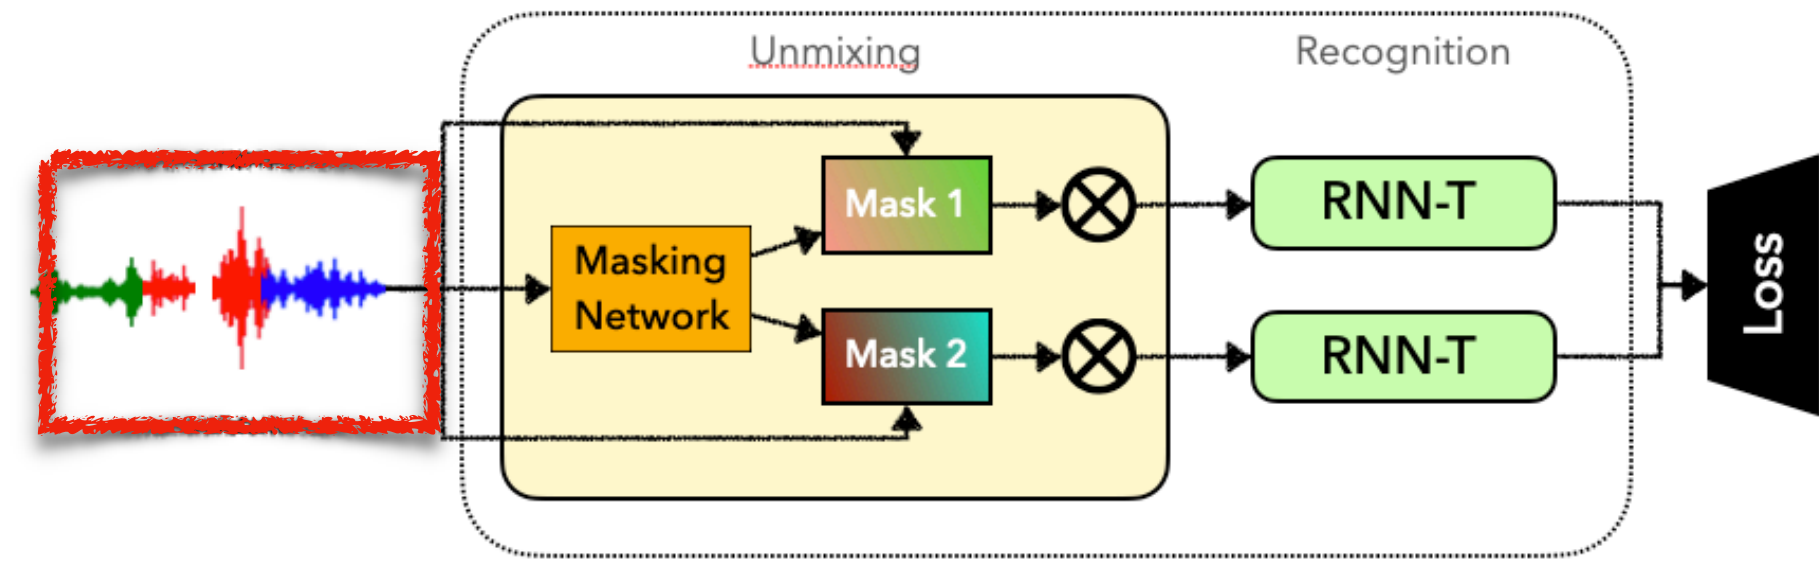 Unmixing
Recognition
Mask 1
RNN-T
Masking
Network
Loss
Mask 2
RNN-T